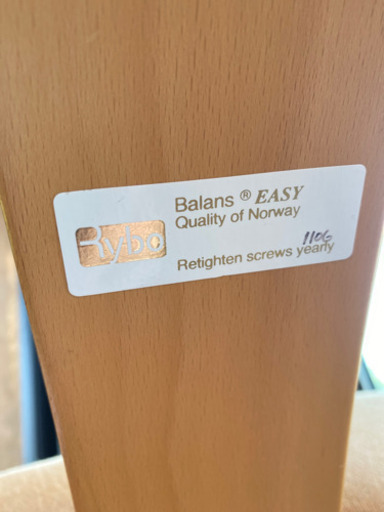 Rybo
Balans ® EASY
Quality of Norway
1106
Retighten screws yearly